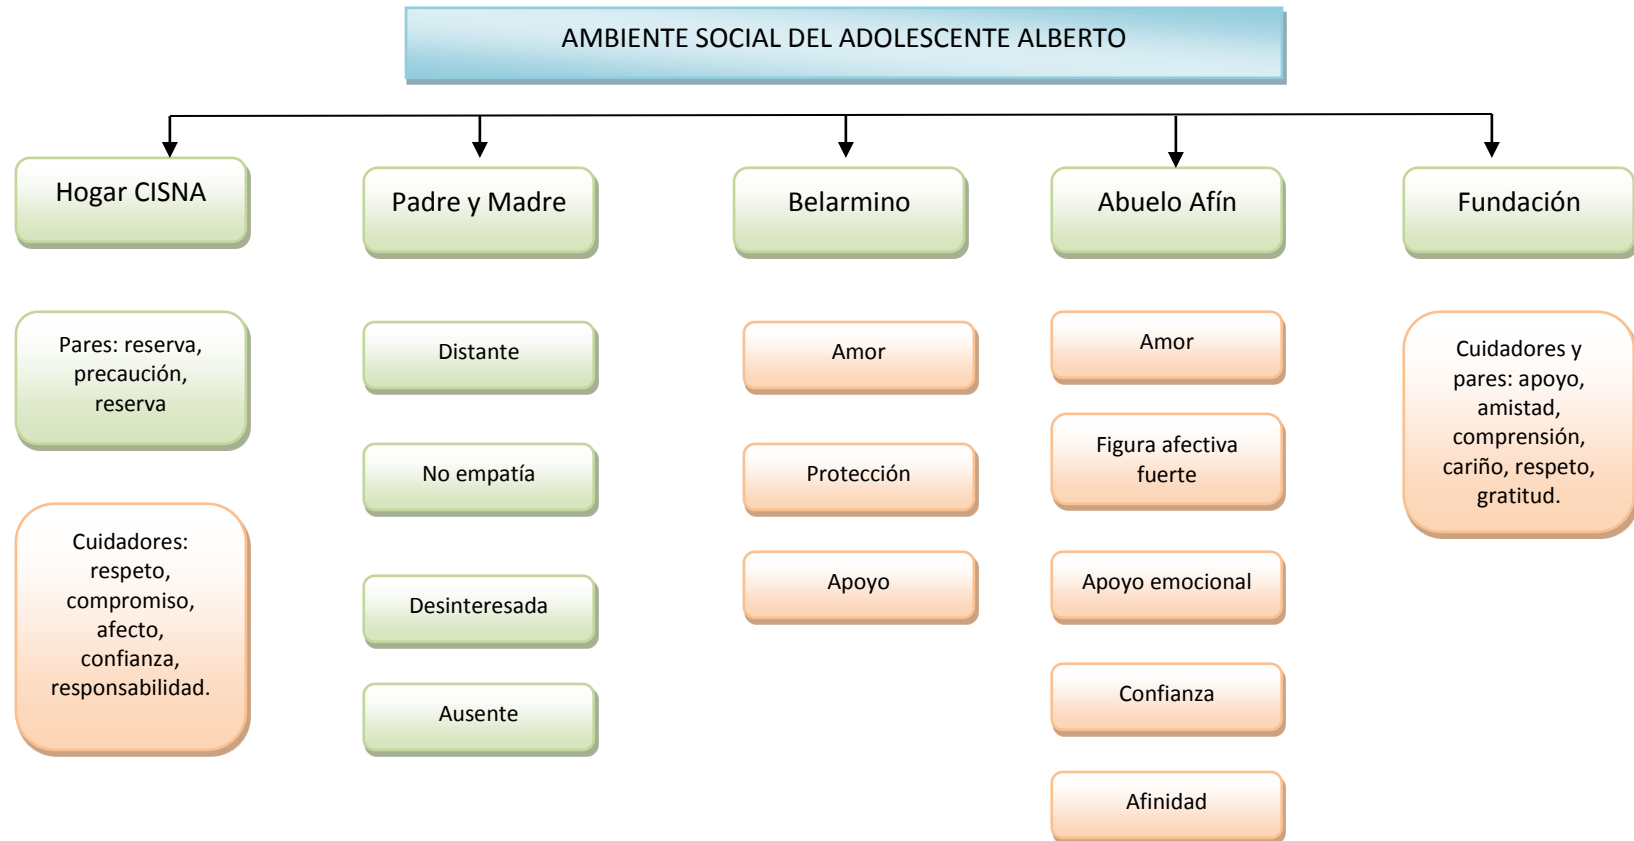 AMBIENTE SOCIAL DEL ADOLESCENTE ALBERTO
Hogar CISNA
Padre y Madre
Belarmino
Abuelo Afín
Fundación
Pares: reserva,
precaución,
reserva
Cuidadores:
respeto,
compromiso,
afecto,
confianza,
responsabilidad.
Distante
No empatía
Desinteresada
Ausente
Amor
Protección
Apoyo
Amor
Figura afectiva
fuerte
Apoyo emocional
Confianza
Afinidad
Cuidadores y
pares: apoyo,
amistad,
comprensión,
cariño, respeto,
gratitud.